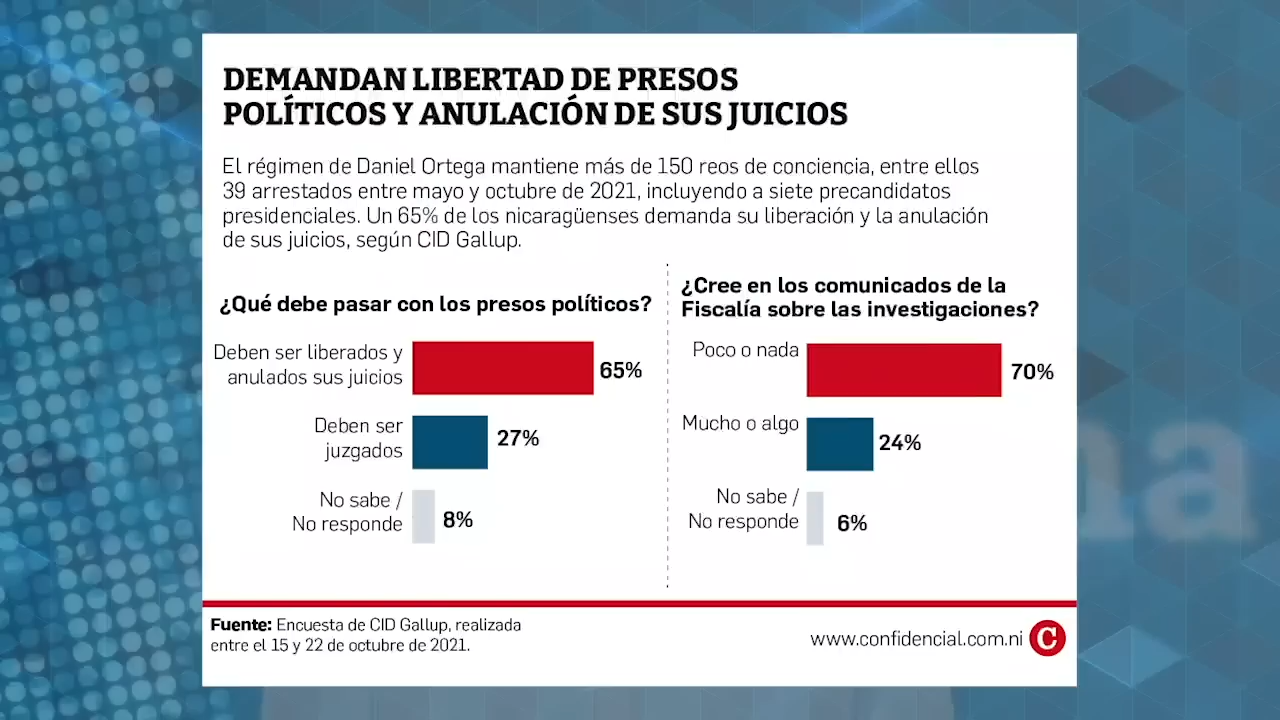 DEMANDAN LIBERTAD DE PRESOS
POLÍTICOS Y ANULACIÓN DE SUS JUICIOS
El régimen de Daniel Ortega mantiene más de 150 reos de conciencia, entre ellos
39 arrestados entre mayo y octubre de 2021, incluyendo a siete precandidatos
presidenciales. Un 65% de los nicaragüenses demanda su liberación y la anulación
de sus juicios, según CID Gallup.
¿Qué debe pasar con los presos políticos?
Deben ser liberados y
anulados sus juicios
65%
Deben ser
juzgados
27%
No sabe /
No responde
8%
¿Cree en los comunicados de la
Fiscalía sobre las investigaciones?
Poco o nada
70%
Mucho o algo
24%
No sabe /
No responde
6%
Fuente: Encuesta de CID Gallup, realizada
entre el 15 y 22 de octubre de 2021.
www.confidencial.com.ni
C